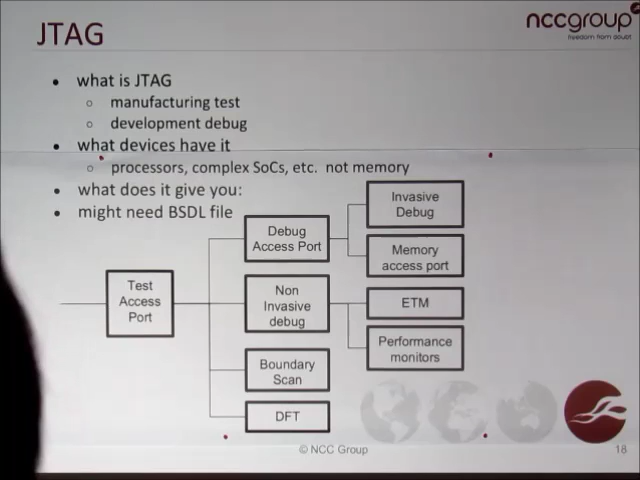 JTAG
nccgroup
freedom from doubt
• what is JTAG
○ manufacturing test
○ development debug
• what devices have it
○ processors, complex SoCs, etc. not memory
• what does it give you:
• might need BSDL file
Test
Access
Port
Debug
Access Port
Non
Invasive
debug
Boundary
Scan
DFT
Invasive
Debug
Memory
access port
ETM
Performance
monitors
© NCC Group
18